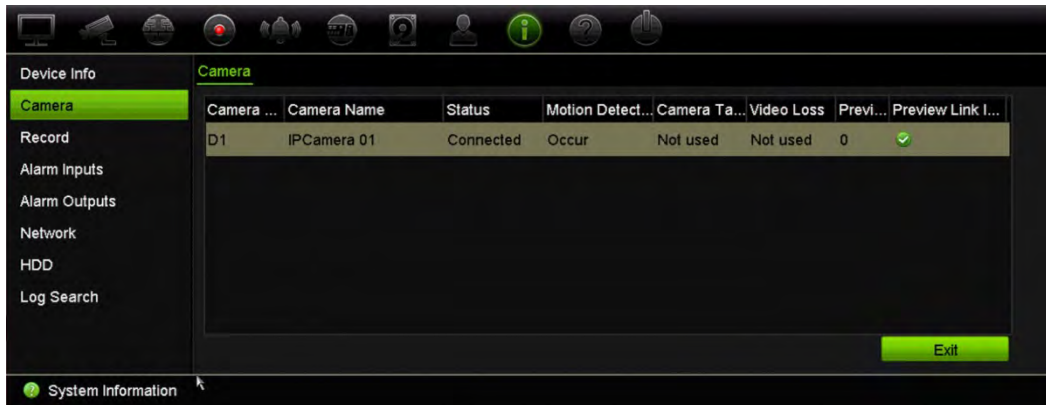 Device Info
Camera
Record
Alarm Inputs
Alarm Outputs
Network
HDD
Log Search
Camera
Camera ... Camera Name Status Motion Detect... Camera Ta... Video Loss Previ... Preview Link I...
D1 IPCamera 01 Connected Occur Not used Not used 0
Exit
System Information